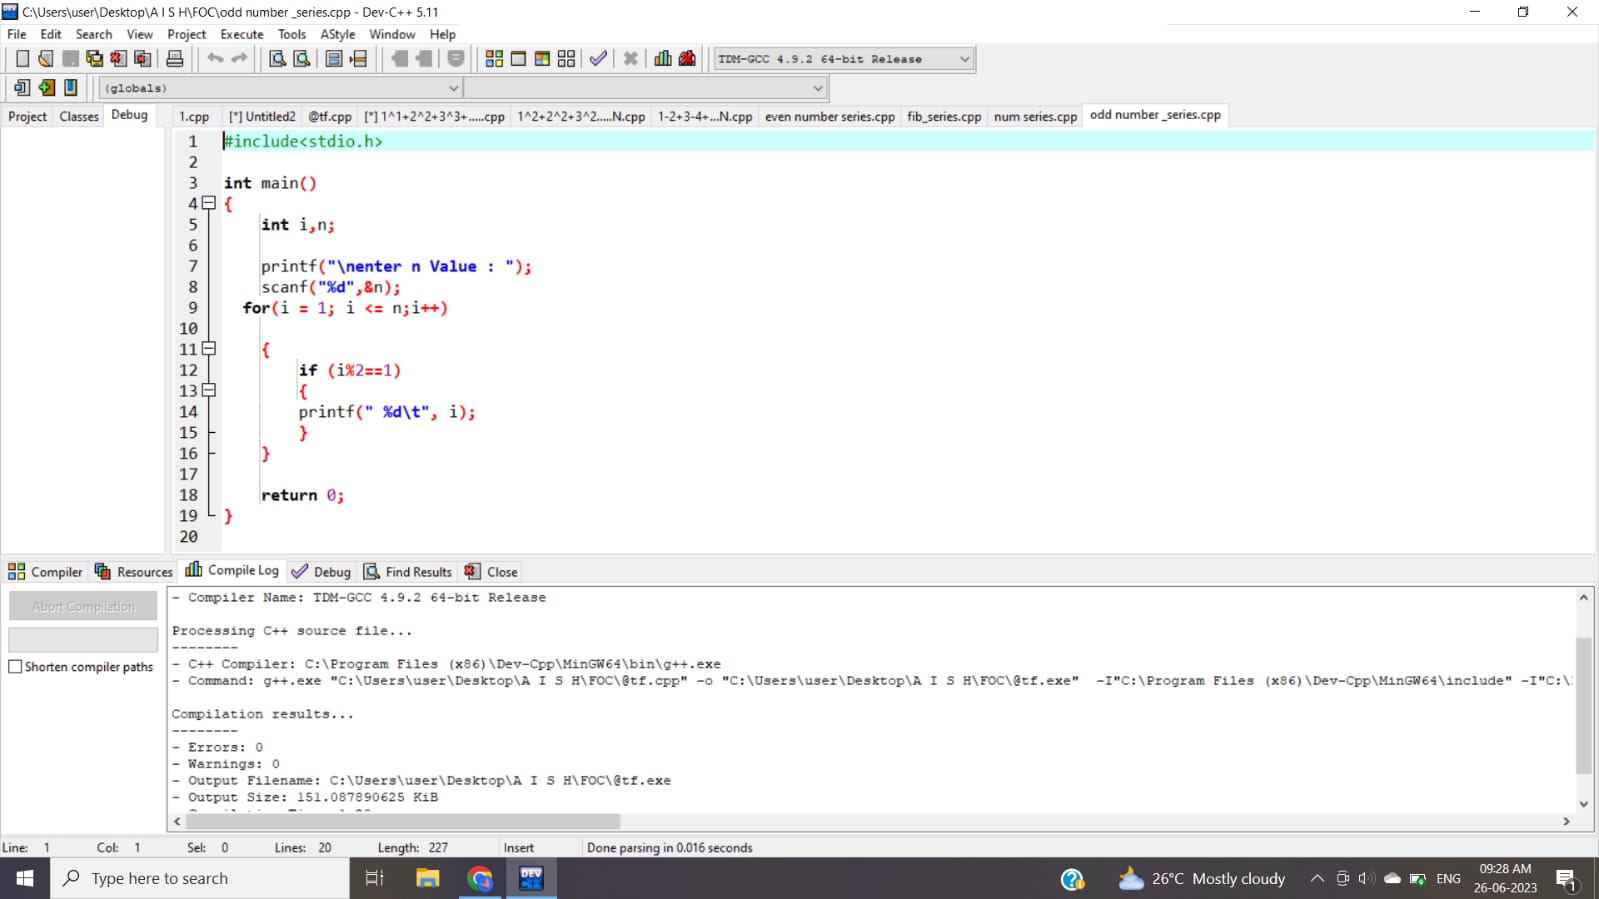 C:\Users\user\Desktop\A I S H\FOC\odd number _series.cpp - Dev-C++ 5.11
File Edit Search View Project Execute Tools AStyle Window Help
TDM-GCC 4.9.2 64-bit Release
(globals)
Project Classes Debug 1.cpp [*] Untitled2 @tf.cpp [*] 1^1+2^2+3^3+.....cpp 1^2+2^2+3^2.....N.cpp 1-2+3-4+...N.cpp even number series.cpp fib_series.cpp num series.cpp odd number _series.cpp
1 #include<stdio.h>
2
3 int main()
4 {
5 int i,n;
6
7 printf("\nenter n Value : ");
8 scanf("%d",&n);
9 for(i = 1; i <= n;i++)
10
11 {
12 if (i%2==1)
13 {
14 printf(" %d\t", i);
15 }
16 }
17
18 return 0;
19 }
20
Compiler Resources Compile Log Debug Find Results Close
Abort Compilation
Shorten compiler paths
- Compiler Name: TDM-GCC 4.9.2 64-bit Release
Processing C++ source file...
--------
- C++ Compiler: C:\Program Files (x86)\Dev-Cpp\MinGW64\bin\g++.exe
- Command: g++.exe "C:\Users\user\Desktop\A I S H\FOC\@tf.cpp" -o "C:\Users\user\Desktop\A I S H\FOC\@tf.exe" -I"C:\Program Files (x86)\Dev-Cpp\MinGW64\include" -I"C:\
Compilation results...
--------
- Errors: 0
- Warnings: 0
- Output Filename: C:\Users\user\Desktop\A I S H\FOC\@tf.exe
- Output Size: 151.087890625 KiB
Line: 1 Col: 1 Sel: 0 Lines: 20 Length: 227 Insert Done parsing in 0.016 seconds
Type here to search
DEV
26°C Mostly cloudy
ENG
09:28 AM
26-06-2023
1